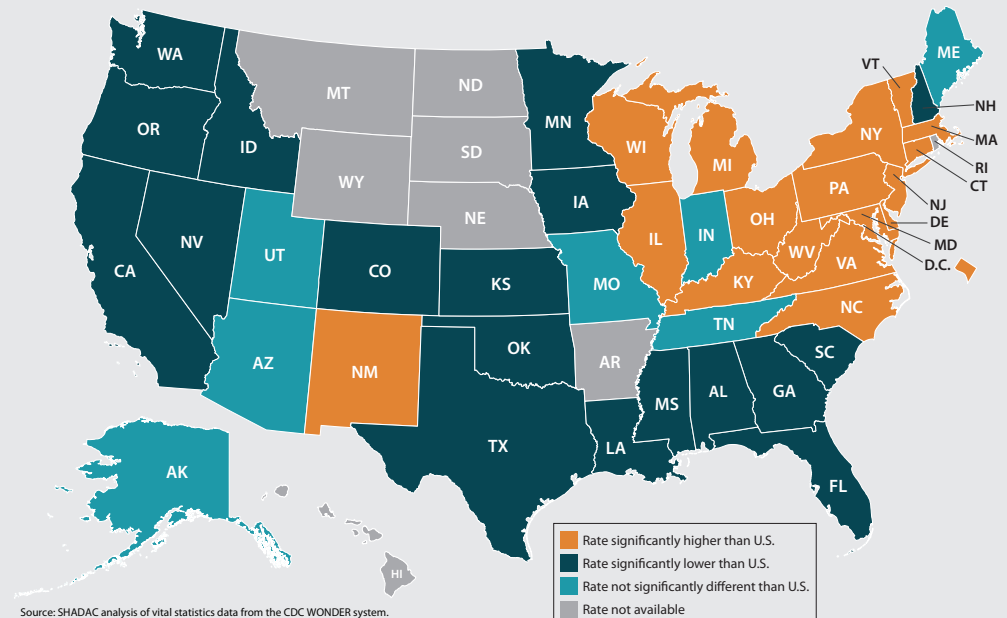 WA
ME
VT
MT
ND
NH
OR
MN
NY
MA
ID
WI
SD
MI
RI
CT
WY
PA
IA
NJ
NE
OH
DE
IN
IL
MD
NV
UT
WV
D.C.
VA
CO
CA
KS
MO
KY
NC
TN
OK
SC
AZ
AR
NM
GA
AL
MS
TX
LA
AK
FL
HI
Rate significantly higher than U.S.
Rate significantly lower than U.S.
Rate not significantly different than U.S.
Rate not available
Source: SHADAC analysis of vital statistics data from the CDC WONDER system.